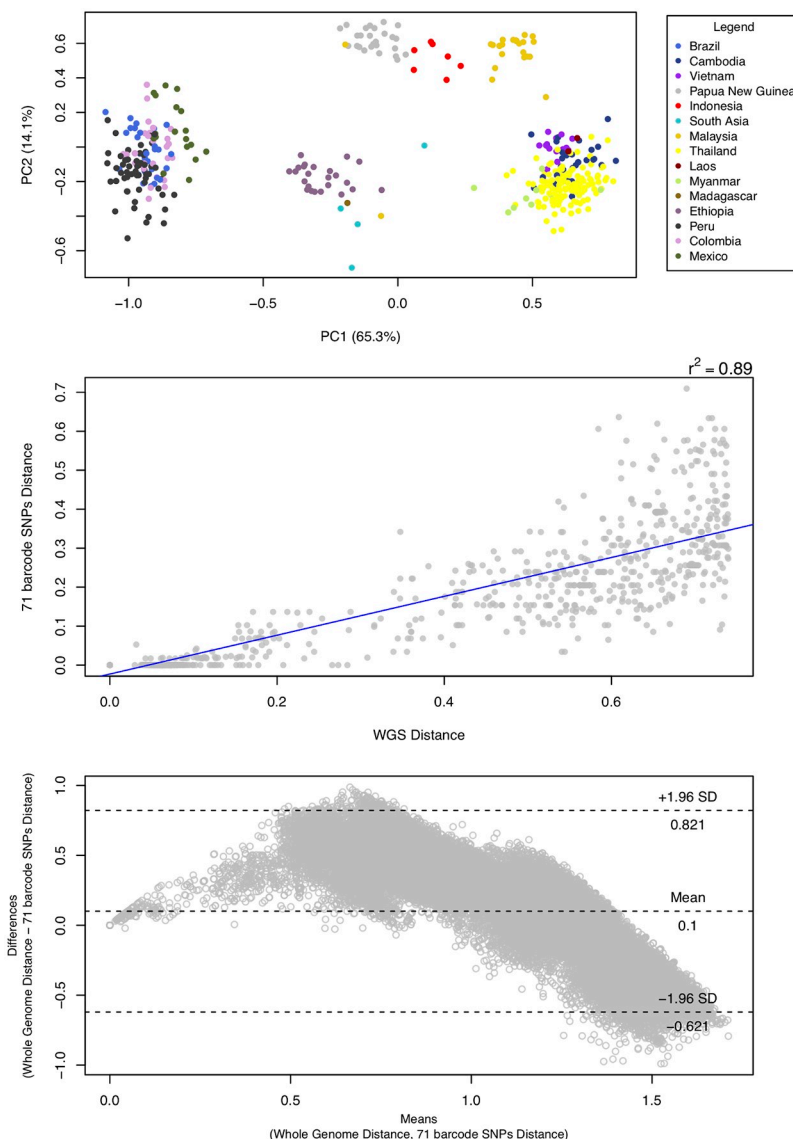 Legend
Brazil
Cambodia
Vietnam
Papua New Guinea
Indonesia
South Asia
Malaysia
Thailand
Laos
Myanmar
Madagascar
Ethiopia
Peru
Colombia
Mexico
PC2 (14.1%)
0.6
0.4
0.2
−0.2
−0.6
−1.0 −0.5 0.0 0.5
PC1 (65.3%)
r² = 0.89
71 barcode SNPs Distance
0.7
0.6
0.5
0.4
0.3
0.2
0.1
0.0
0.0 0.2 0.4 0.6
WGS Distance
Differences
(Whole Genome Distance − 71 barcode SNPs Distance)
1.0
0.5
0.0
−0.5
−1.0
+1.96 SD
0.821
Mean
0.1
−1.96 SD
−0.621
0.0 0.5 1.0 1.5
Means
(Whole Genome Distance, 71 barcode SNPs Distance)